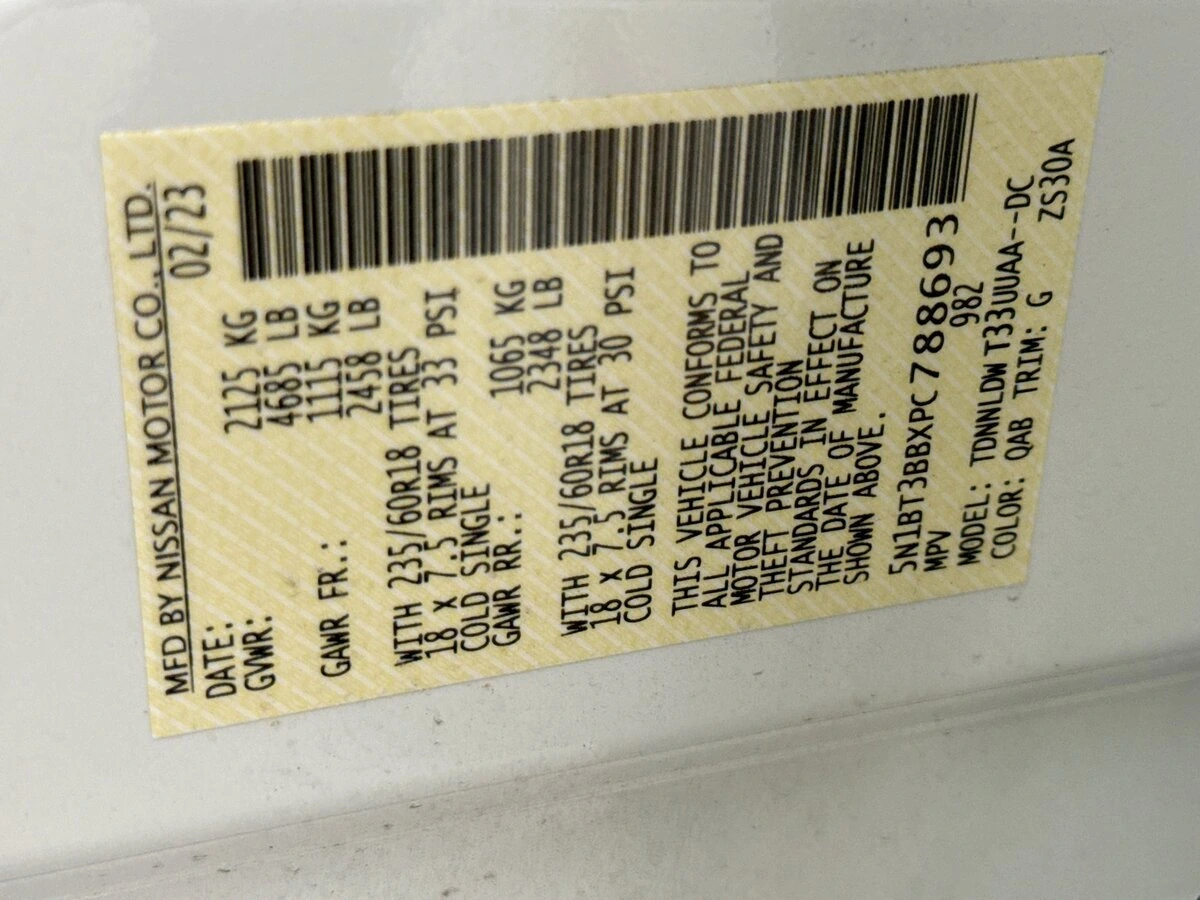 MFD BY NISSAN MOTOR CO., LTD.
DATE: 02/23
GVWR: 2125 KG
4685 LB
GAWR FR.: 1115 KG
2458 LB
WITH 235/60R18 TIRES
18 X 7.5 RIMS AT 33 PSI
COLD SINGLE
GAWR RR.: 1065 KG
2348 LB
WITH 235/60R18 TIRES
18 X 7.5 RIMS AT 30 PSI
COLD SINGLE
THIS VEHICLE CONFORMS TO
ALL APPLICABLE FEDERAL
MOTOR VEHICLE SAFETY AND
THEFT PREVENTION
STANDARDS IN EFFECT ON
THE DATE OF MANUFACTURE
SHOWN ABOVE.
5N1BT3BBXPC788693
MPV 982
MODEL: TDNNLDW T33UUAA--DC
COLOR: QAB TRIM: G ZS30A